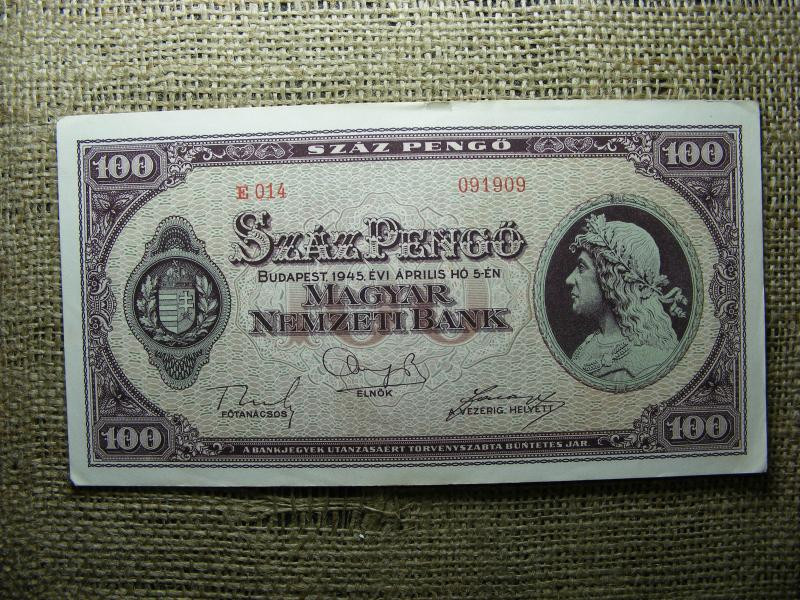 100 SZÁZ PENGŐ 100
E 014 091909
SZÁZ PENGŐ
BUDAPEST, 1945. ÉVI ÁPRILIS HÓ 5-ÉN
MAGYAR
NEMZETI BANK
FŐTANÁCSOS
ELNÖK
VEZÉRIG. HELYETT
100 100
A BANKJEGYEK UTÁNZÁSÁÉRT TÖRVÉNYSZABTA BÜNTETÉS JÁR.